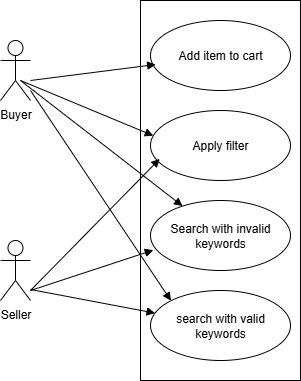 Add item to cart
Buyer
Apply filter
Search with invalid
keywords
Seller
search with valid
keywords